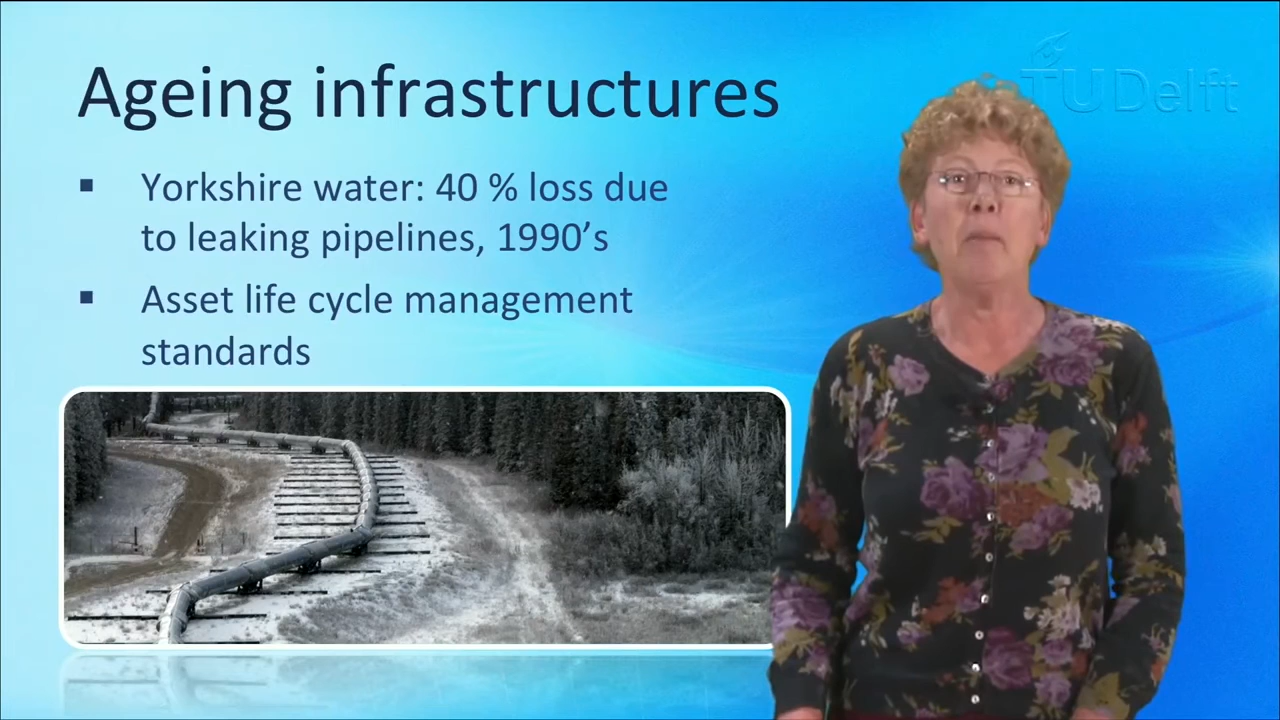 TU Delft
Ageing infrastructures
▪ Yorkshire water: 40 % loss due
to leaking pipelines, 1990’s
▪ Asset life cycle management
standards